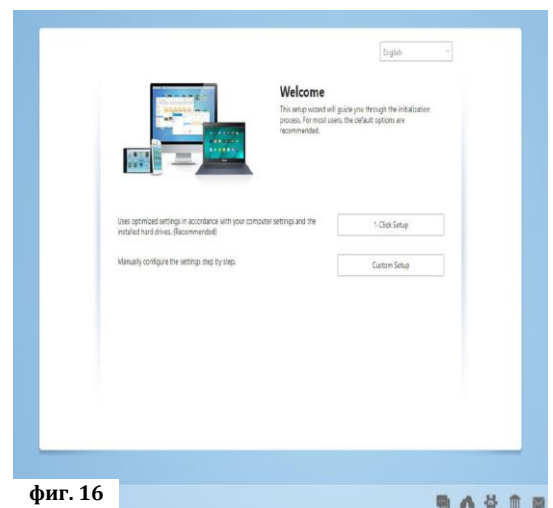 English
Welcome
This setup wizard will guide you through the initialization
process. For most users, the default options are
recommended.
Uses optimized settings in accordance with your computer settings and the
installed hard drives. (Recommended)
1-Click Setup
Manually configure the settings step by step.
Custom Setup
фиг. 16